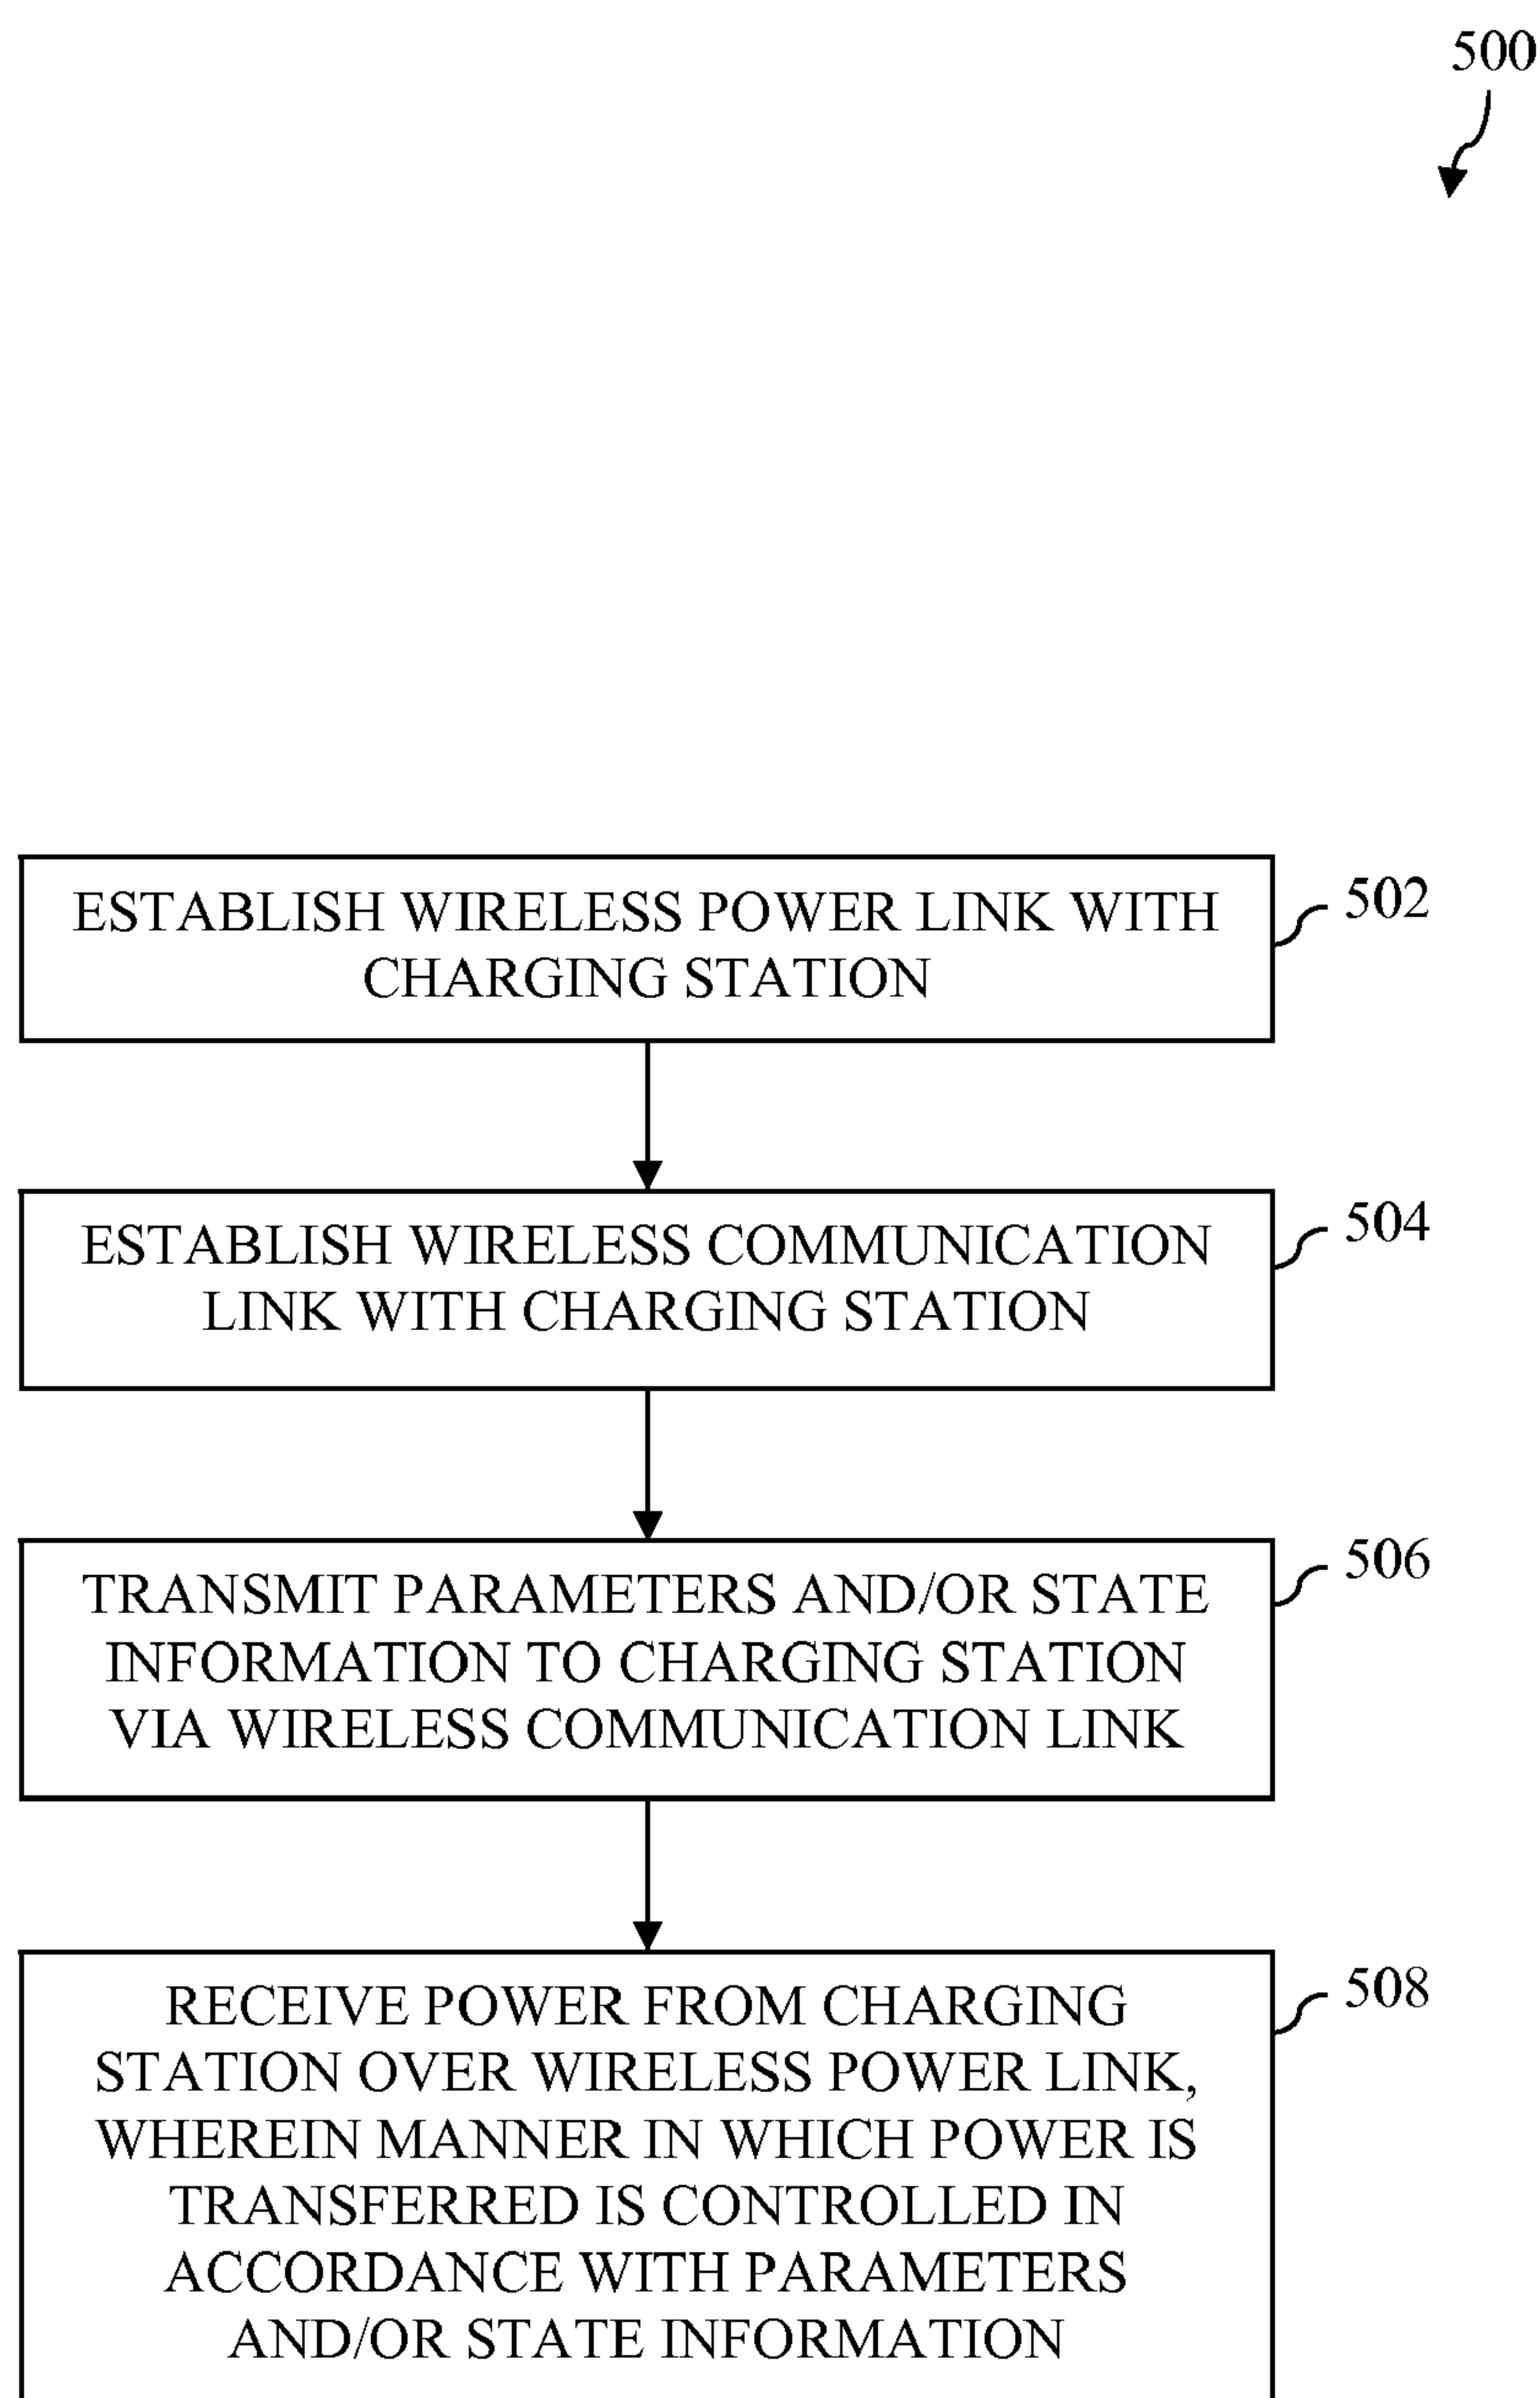 500
ESTABLISH WIRELESS POWER LINK WITH
CHARGING STATION
502
ESTABLISH WIRELESS COMMUNICATION
LINK WITH CHARGING STATION
504
TRANSMIT PARAMETERS AND/OR STATE
INFORMATION TO CHARGING STATION
VIA WIRELESS COMMUNICATION LINK
506
RECEIVE POWER FROM CHARGING
STATION OVER WIRELESS POWER LINK,
WHEREIN MANNER IN WHICH POWER IS
TRANSFERRED IS CONTROLLED IN
ACCORDANCE WITH PARAMETERS
AND/OR STATE INFORMATION
508